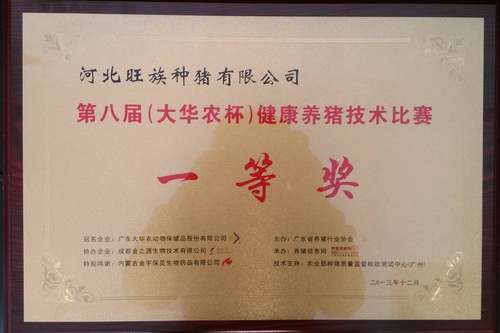 河北旺族种猪有限公司
第八届(大华农杯)健康养猪技术比赛
一等奖
冠名企业：广东大华农动物保健品股份有限公司
协办企业：成都金之源生物技术有限公司
特别鸣谢：内蒙古金宇保灵生物药品有限公司
主办：广东省养猪行业协会
承办：养猪信息网
技术支持：农业部种猪质量监督检验测试中心(广州)
二〇一三年十二月